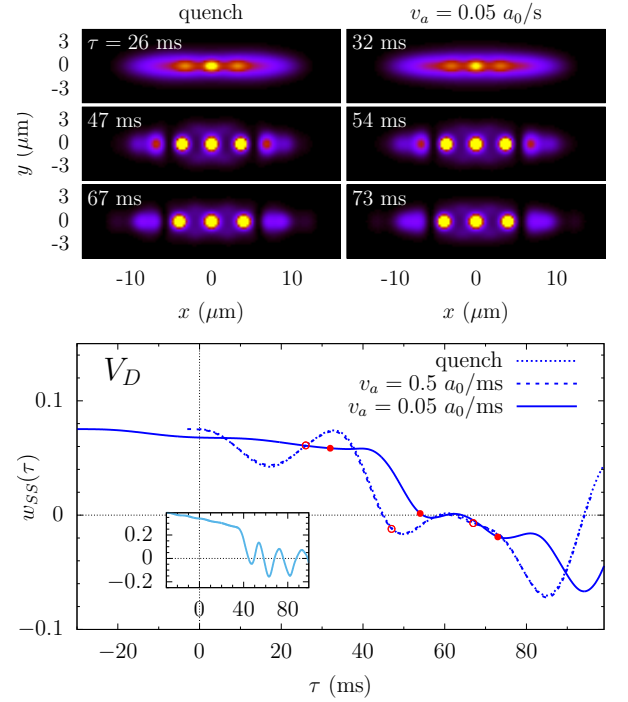 quench
v_a = 0.05 a_0/s
τ = 26 ms
32 ms
47 ms
54 ms
67 ms
73 ms
3
0
-3
3
0
-3
3
0
-3
y (μm)
-10 0 10
-10 0 10
x (μm)
x (μm)
V_D
quench
v_a = 0.5 a_0/ms
v_a = 0.05 a_0/ms
0.1
0
−0.1
w_SS(τ)
0.2
0
−0.2
0 40 80
−20 0 20 40 60 80
τ (ms)